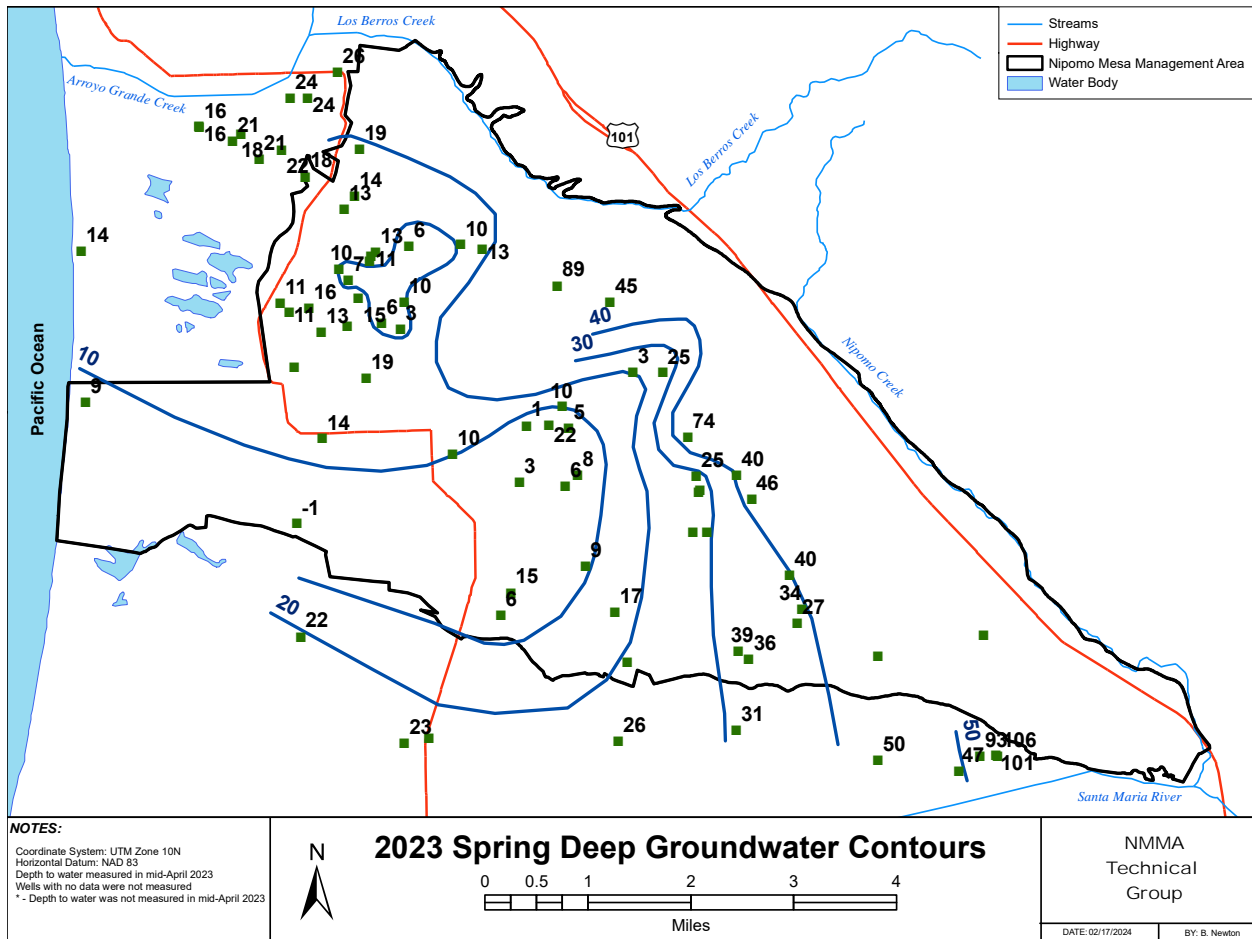 Los Berros Creek
Streams
Highway
Nipomo Mesa Management Area
Water Body
26
Arroyo Grande Creek
24
24
16
16
21
21
18
18
22
19
101
Los Berros Creek
14
13
14
6
10
13
13
10
7
11
89
45
11
16
11
13
15
6
10
3
40
30
Nipomo Creek
Pacific Ocean
10
19
3
25
9
10
14
10
1
22
5
74
3
6
8
25
40
46
-1
9
40
15
6
17
34
27
20
22
39
36
23
26
31
50
50
47
93
106
101
Santa Maria River
NOTES:
Coordinate System: UTM Zone 10N
Horizontal Datum: NAD 83
Depth to water measured in mid-April 2023
Wells with no data were not measured
* - Depth to water was not measured in mid-April 2023
N
2023 Spring Deep Groundwater Contours
0 0.5 1 2 3 4
Miles
NMMA
Technical
Group
DATE: 02/17/2024
BY: B. Newton